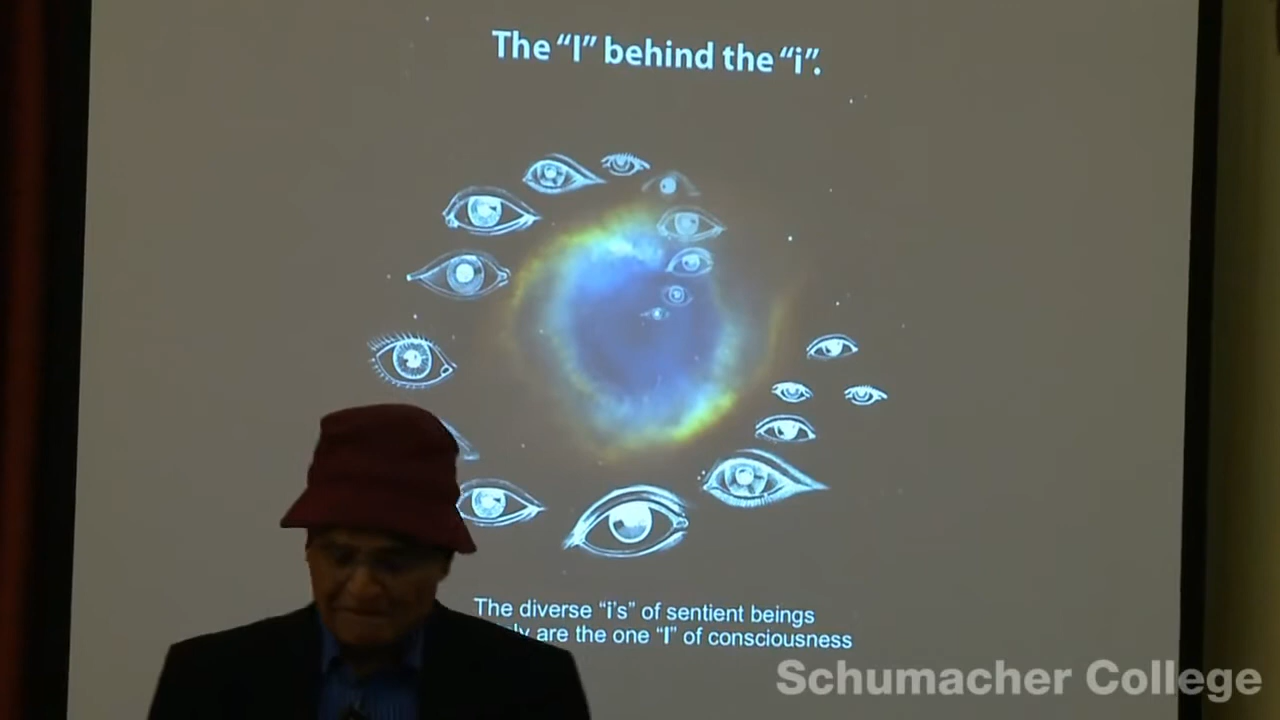 The “I” behind the “i”.
The diverse “i's” of sentient beings
are the one “I” of consciousness
Schumacher College